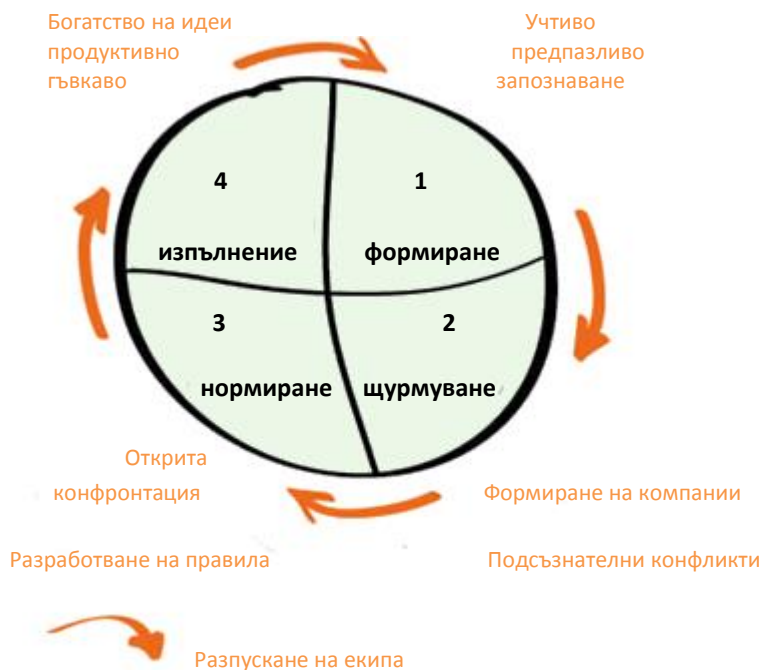 Богатство на идеи
продуктивно
гъвкаво
Учтиво
предпазливо
запознаване
4
изпълнение
1
формиране
3
нормиране
2
щурмуване
Открита
конфронтация
Формиране на компании
Разработване на правила
Подсъзнателни конфликти
Разпускане на екипа